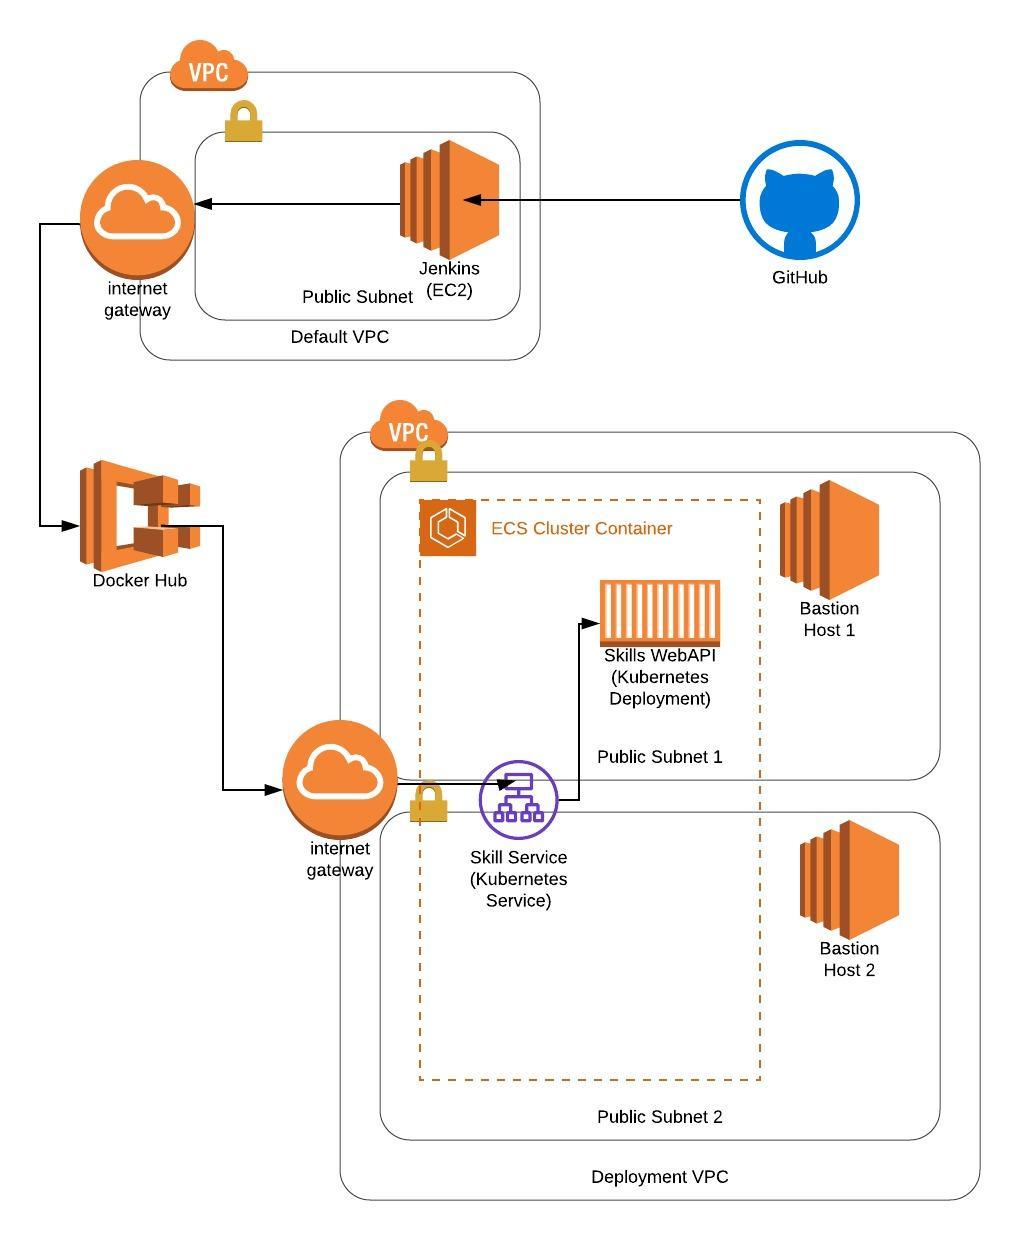 VPC
Jenkins
(EC2)
internet
gateway
Public Subnet
Default VPC
GitHub
VPC
ECS Cluster Container
Docker Hub
Bastion
Host 1
Skills WebAPI
(Kubernetes
Deployment)
Public Subnet 1
internet
gateway
Skill Service
(Kubernetes
Service)
Bastion
Host 2
Public Subnet 2
Deployment VPC